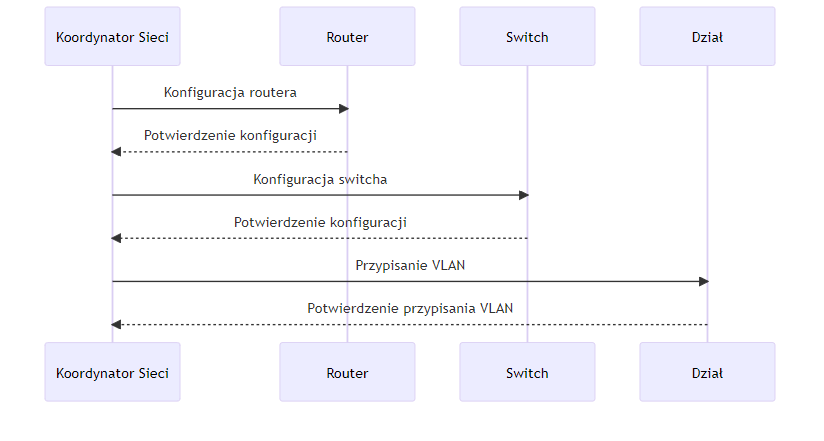 Koordynator Sieci
Router
Switch
Dział
Konfiguracja routera
Potwierdzenie konfiguracji
Konfiguracja switcha
Potwierdzenie konfiguracji
Przypisanie VLAN
Potwierdzenie przypisania VLAN
Koordynator Sieci
Router
Switch
Dział